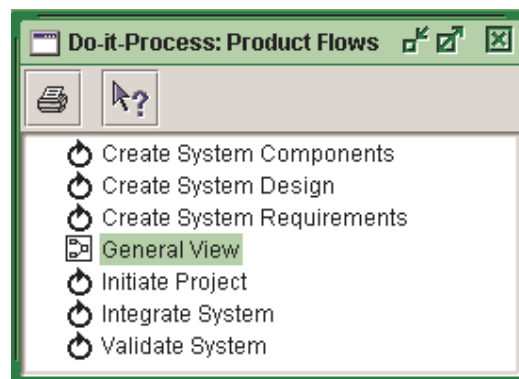 Do-it-Process: Product Flows
?
Create System Components
Create System Design
Create System Requirements
General View
Initiate Project
Integrate System
Validate System